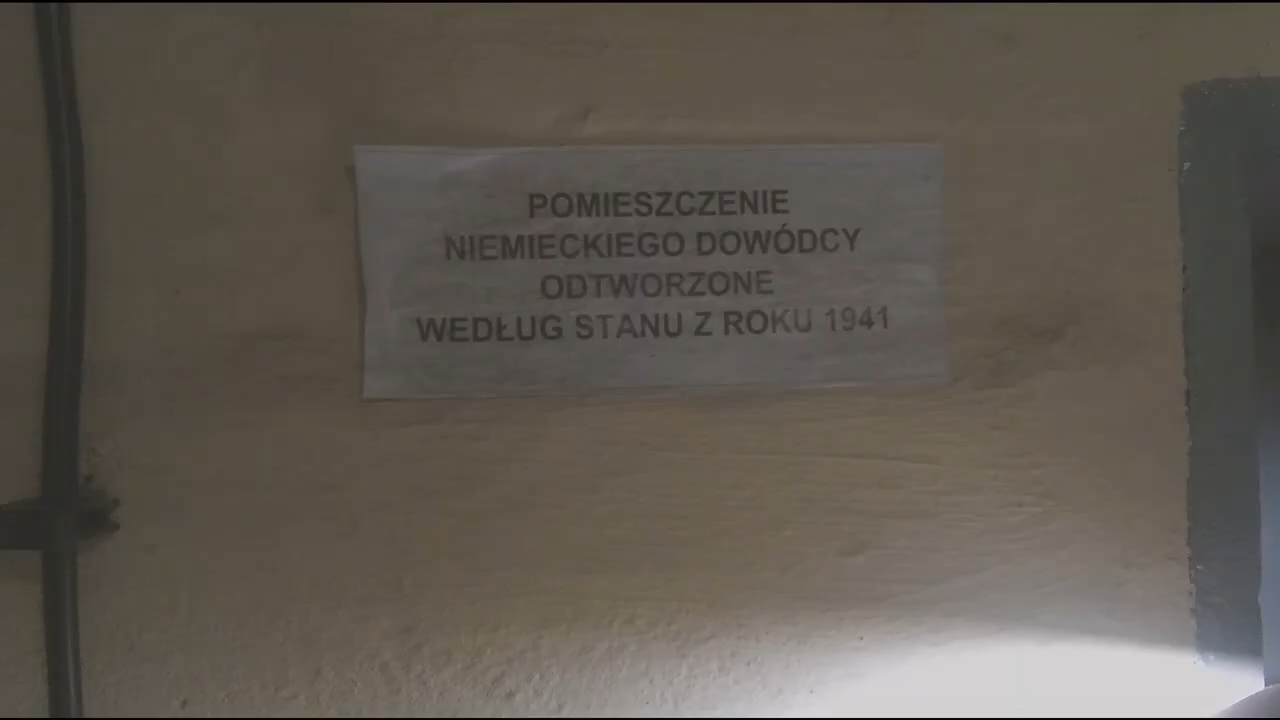 POMIESZCZENIE
NIEMIECKIEGO DOWÓDCY
ODTWORZONE
WEDŁUG STANU Z ROKU 1941